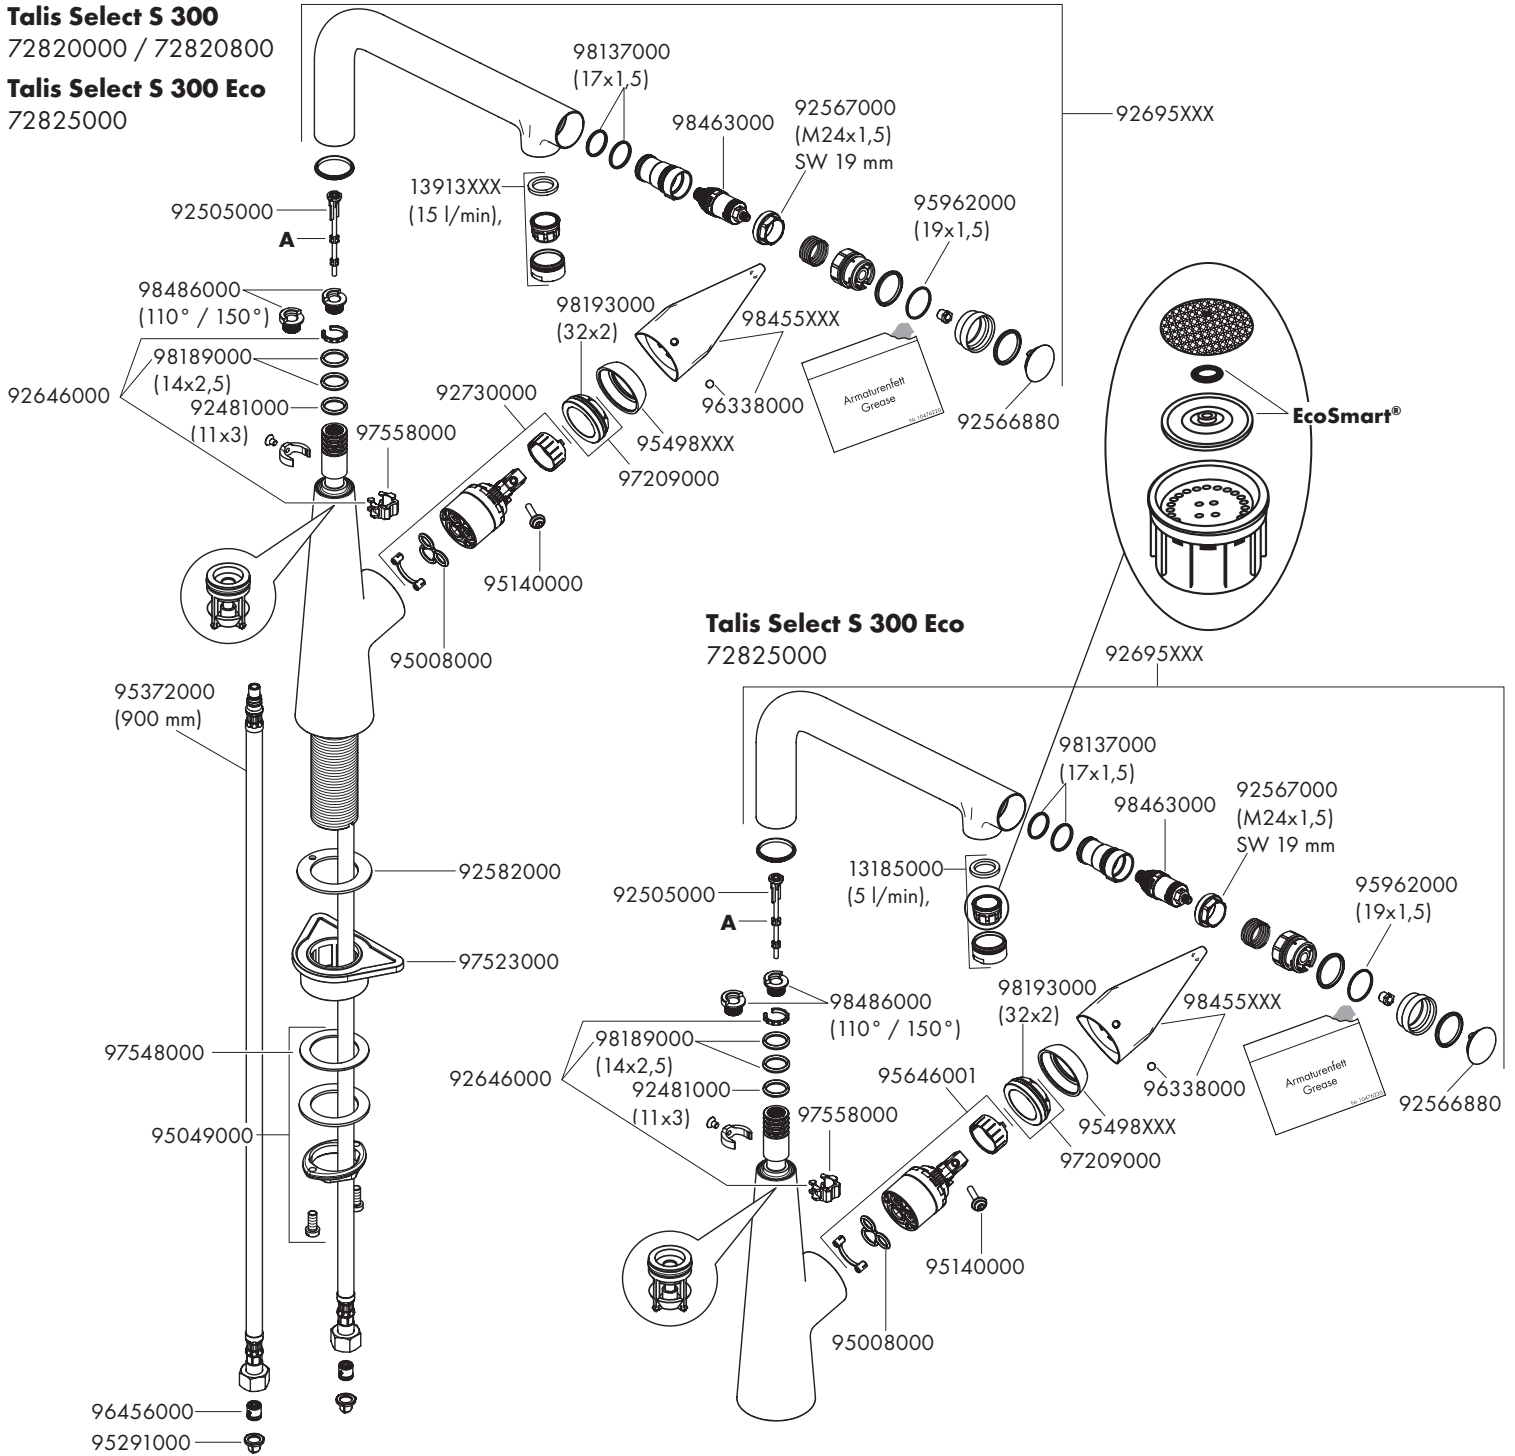 Talis Select S 300
72820000 / 72820800
Talis Select S 300 Eco
72825000
98137000
(17x1,5)
92567000
(M24x1,5)
SW 19 mm
98463000
92695XXX
13913XXX
(15 l/min),
95962000
(19x1,5)
92505000
A
98486000
(110° / 150°)
98193000
(32x2)
98455XXX
98189000
(14x2,5)
92646000
92481000
(11x3)
92730000
96338000
Armaturenfett
Grease
92566880
EcoSmart®
97558000
95498XXX
97209000
95140000
95008000
Talis Select S 300 Eco
72825000
92695XXX
95372000
(900 mm)
98137000
(17x1,5)
92567000
(M24x1,5)
SW 19 mm
98463000
92582000
13185000
(5 l/min),
95962000
(19x1,5)
92505000
A
97523000
98193000
(32x2)
98455XXX
98486000
(110° / 150°)
98189000
(14x2,5)
97548000
92646000
92481000
(11x3)
95646001
96338000
Armaturenfett
Grease
92566880
97558000
95498XXX
97209000
95049000
95140000
95008000
96456000
95291000